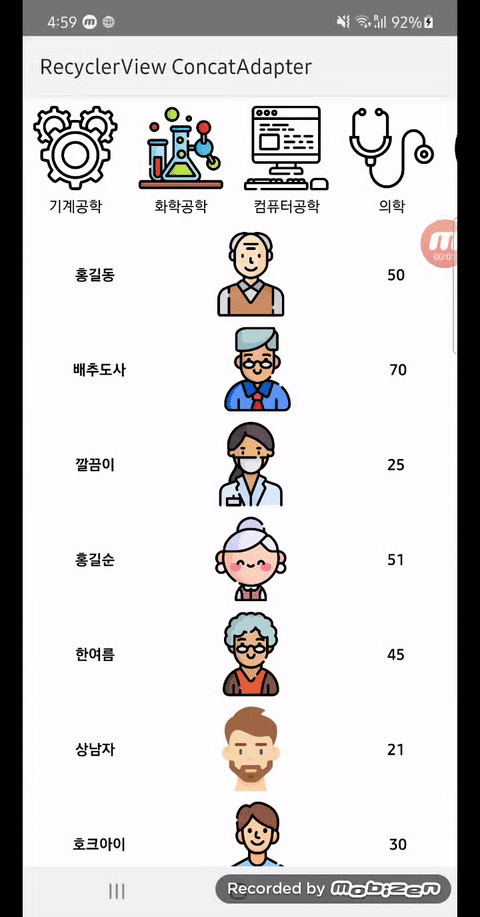 4:59 92%
RecyclerView ConcatAdapter
기계공학 화학공학 컴퓨터공학 의학
홍길동 50
배추도사 70
깔끔이 25
홍길순 51
한여름 45
상남자 21
호크아이 30
Recorded by mobizen